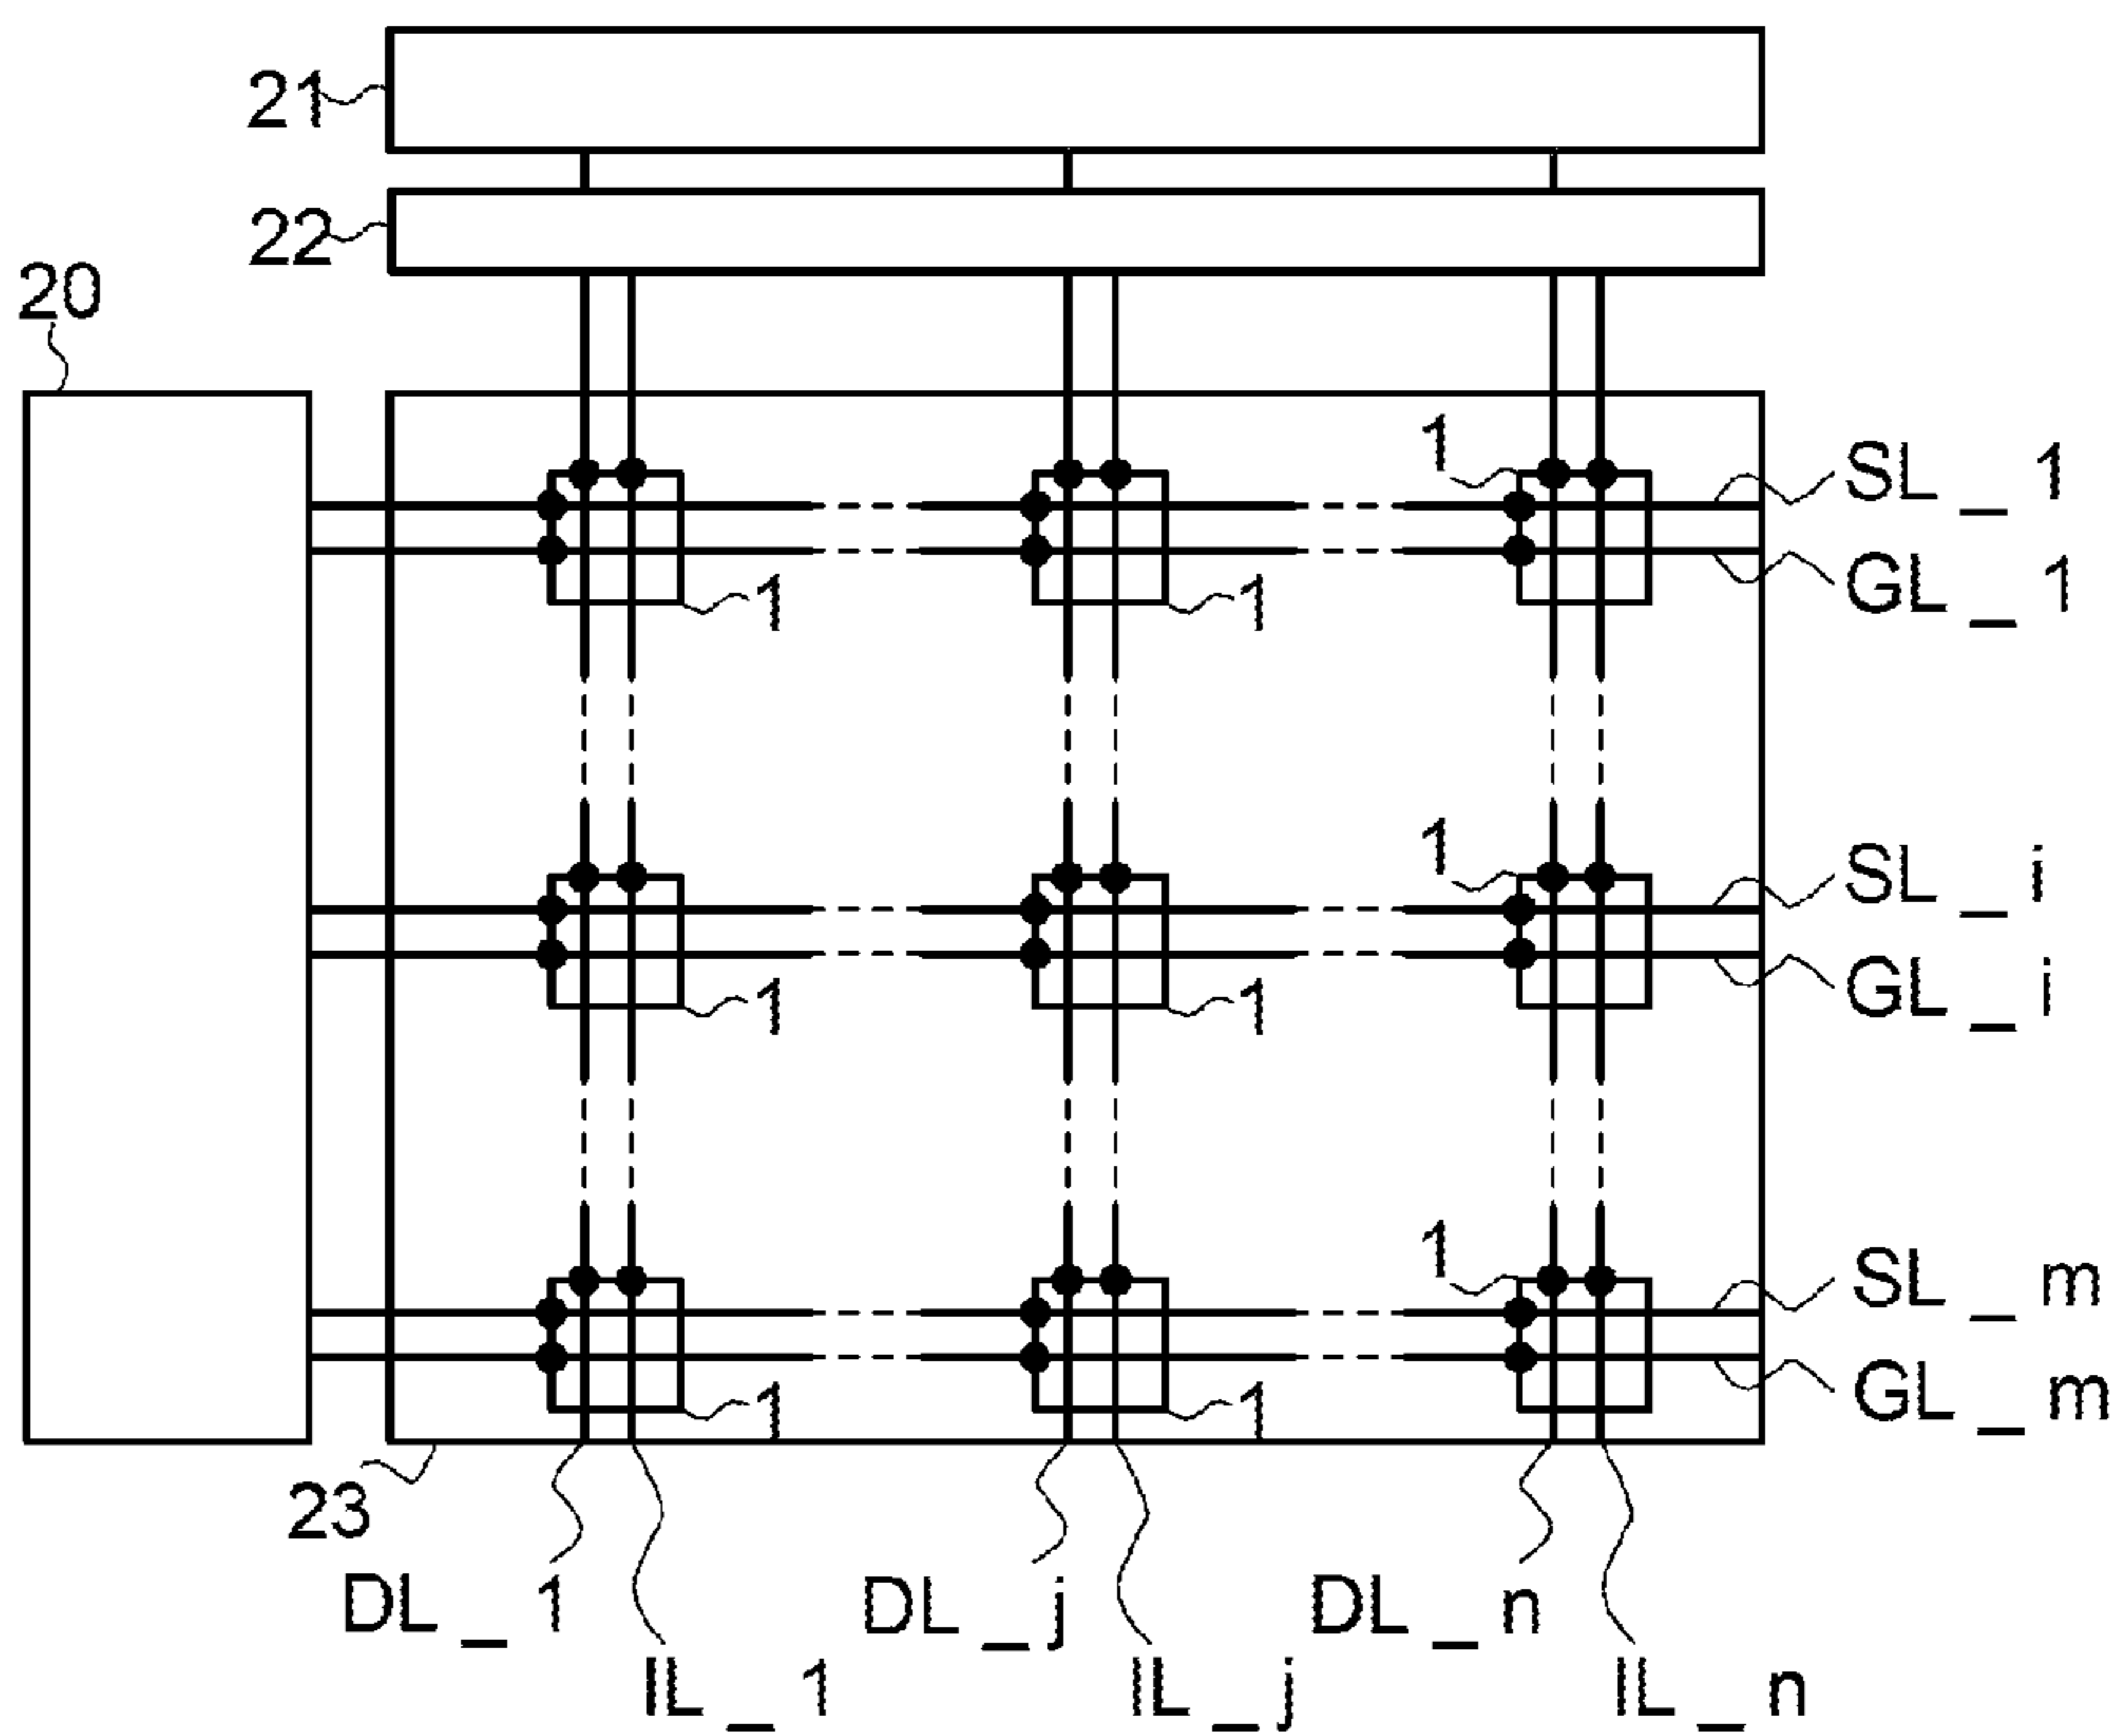 21
22
20
1 SL_1
GL_1
1 1
1 SL_i
GL_i
1 1
1 SL_m
GL_m
1 1
23
DL_1 DL_j DL_n
IL_1 IL_j IL_n